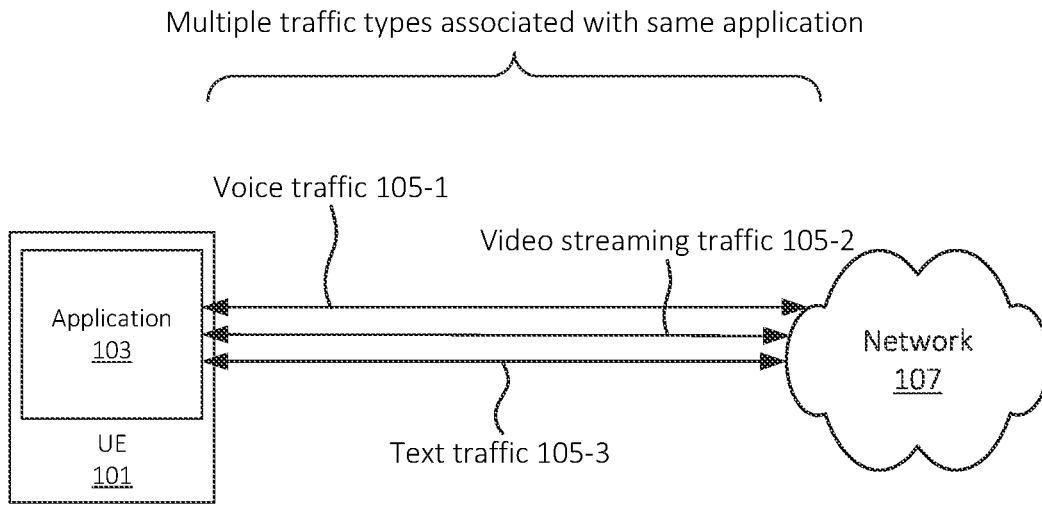 Multiple traffic types associated with same application
Voice traffic 105-1
Video streaming traffic 105-2
Application
103
Network
107
UE
101
Text traffic 105-3